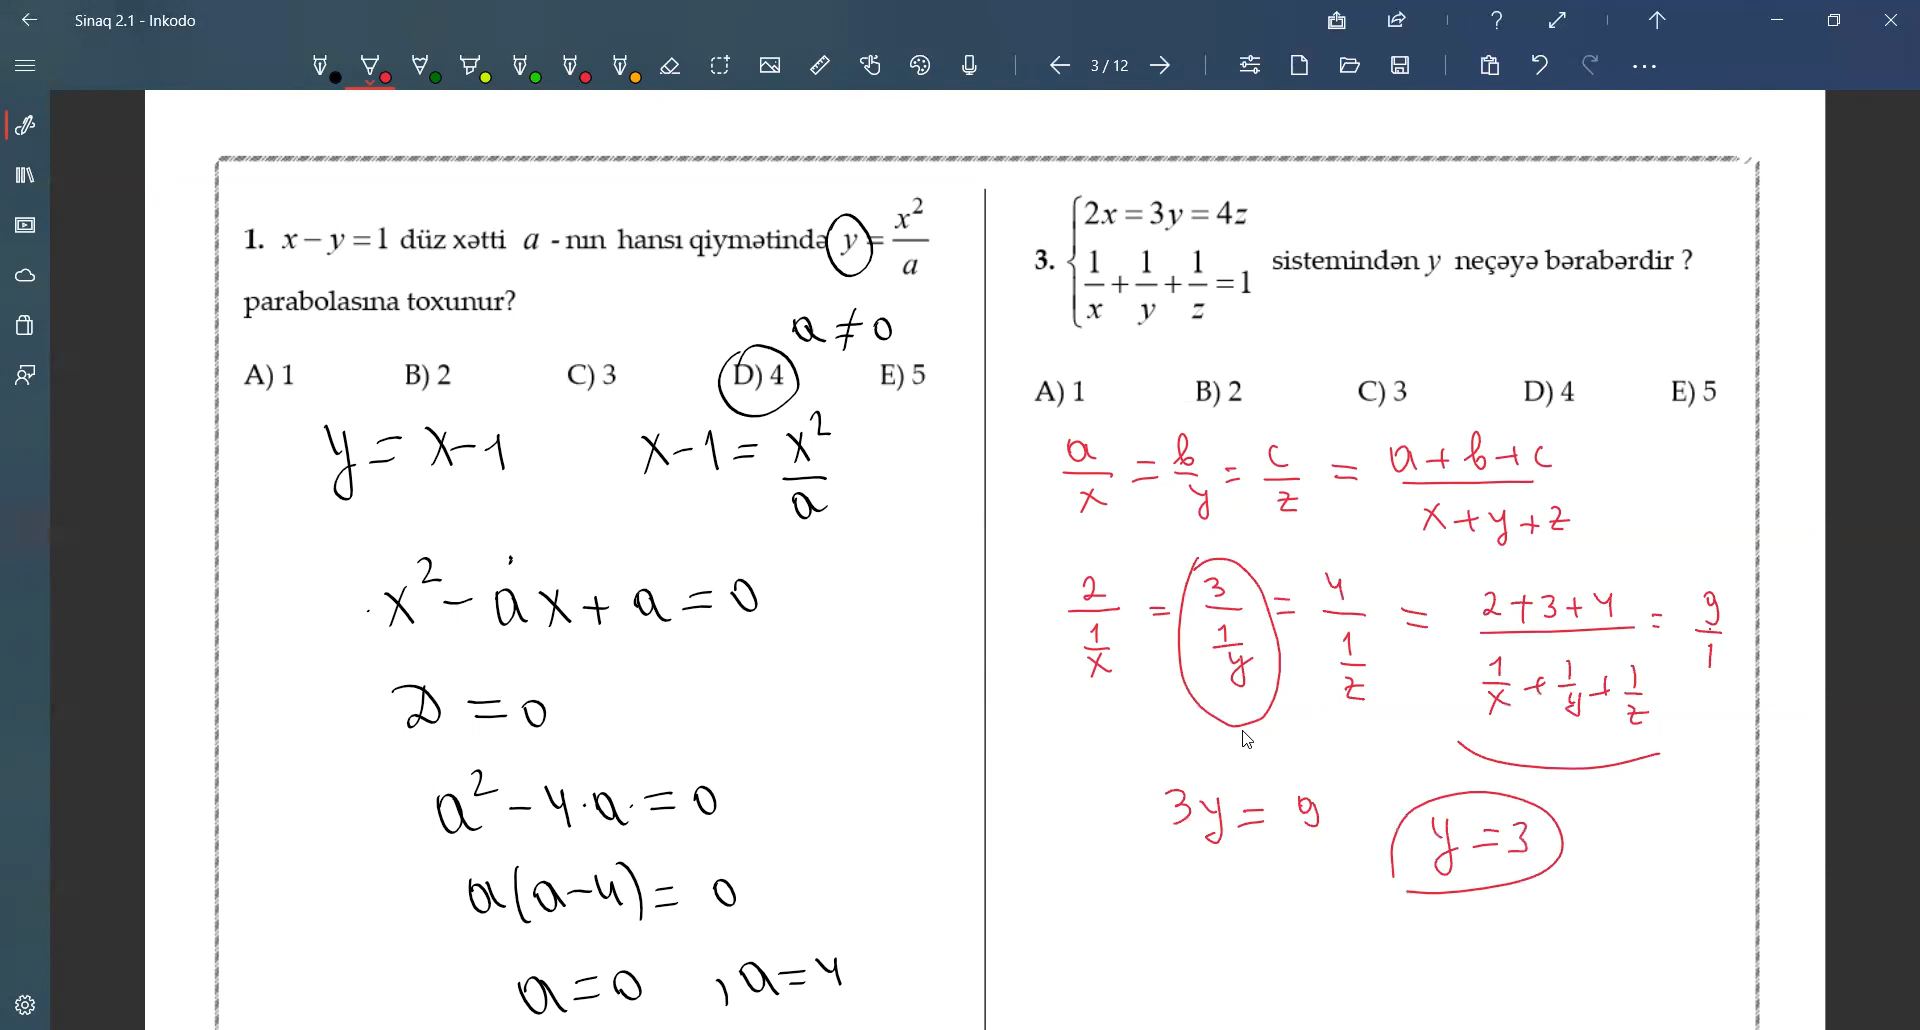 Sinaq 2.1 - Inkodo
3 / 12
1. x − y = 1 düz xətti a - nın hansı qiymətində y = x²/a
parabolasına toxunur?
a ≠ 0
A) 1 B) 2 C) 3 D) 4 E) 5
y = x − 1 x − 1 = x²/a
x² − ax + a = 0
D = 0
a² − 4·a = 0
a(a − 4) = 0
a = 0 , a = 4
3. { 2x = 3y = 4z
1/x + 1/y + 1/z = 1 sistemindən y neçəyə bərabərdir ?
A) 1 B) 2 C) 3 D) 4 E) 5
a/x = b/y = c/z = (a + b + c)/(x + y + z)
2/(1/x) = 3/(1/y) = 4/(1/z) = (2 + 3 + 4)/(1/x + 1/y + 1/z) = 9/1
3y = 9 y = 3